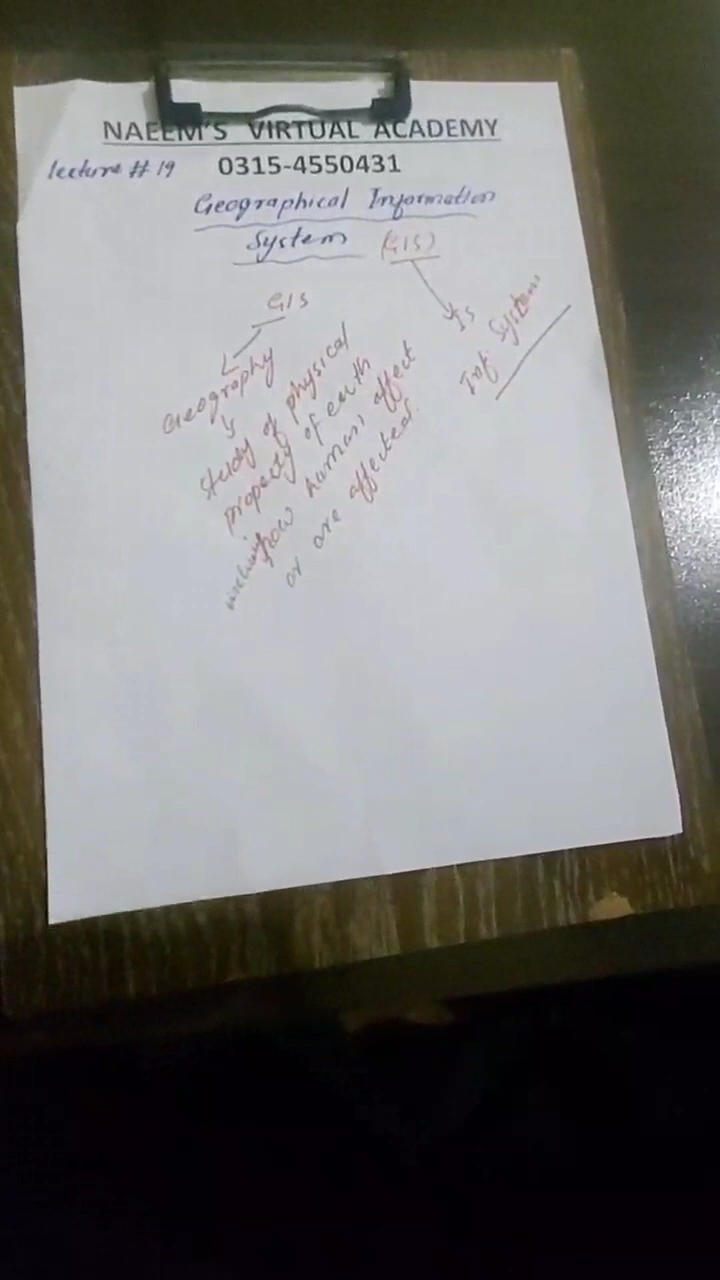 NAEEM'S VIRTUAL ACADEMY
lecture # 19 0315-4550431
Geographical Information
System (GIS)
GIS
Geography
Study of physical
property of earth
how humans affect
or are affected.
Is
Inf System